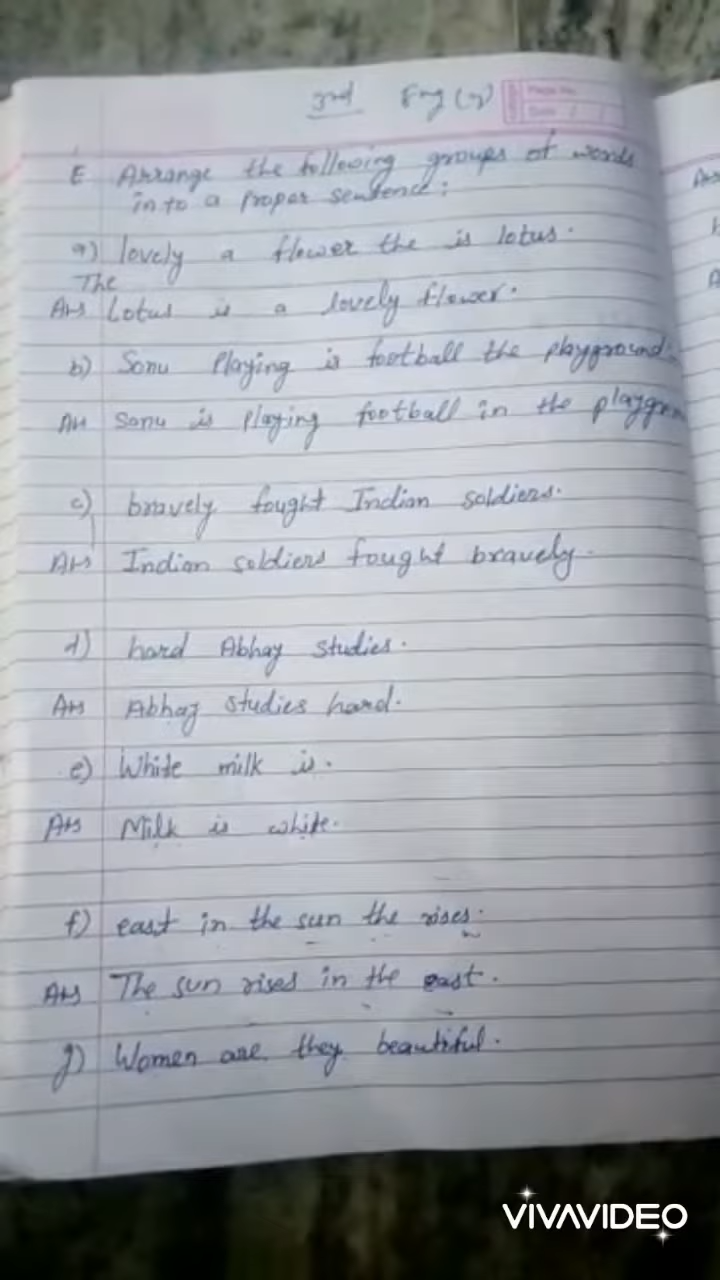 3rd Eng (g)
E Arrange the following groups of words
in to a proper sentence:
a) lovely a flower the is lotus.
The
Ans Lotus is a lovely flower.
b) Sonu Playing is football the playground.
Ans Sonu is Playing football in the playgrou
c) bravely fought Indian soldiers.
Ans Indian soldiers fought bravely.
d) hard Abhay studies.
Ans Abhay studies hard.
e) White milk is.
Ans Milk is white.
f) east in the sun the rises.
Ans The sun rises in the east.
g) Women are they beautiful.
VIVAVIDEO